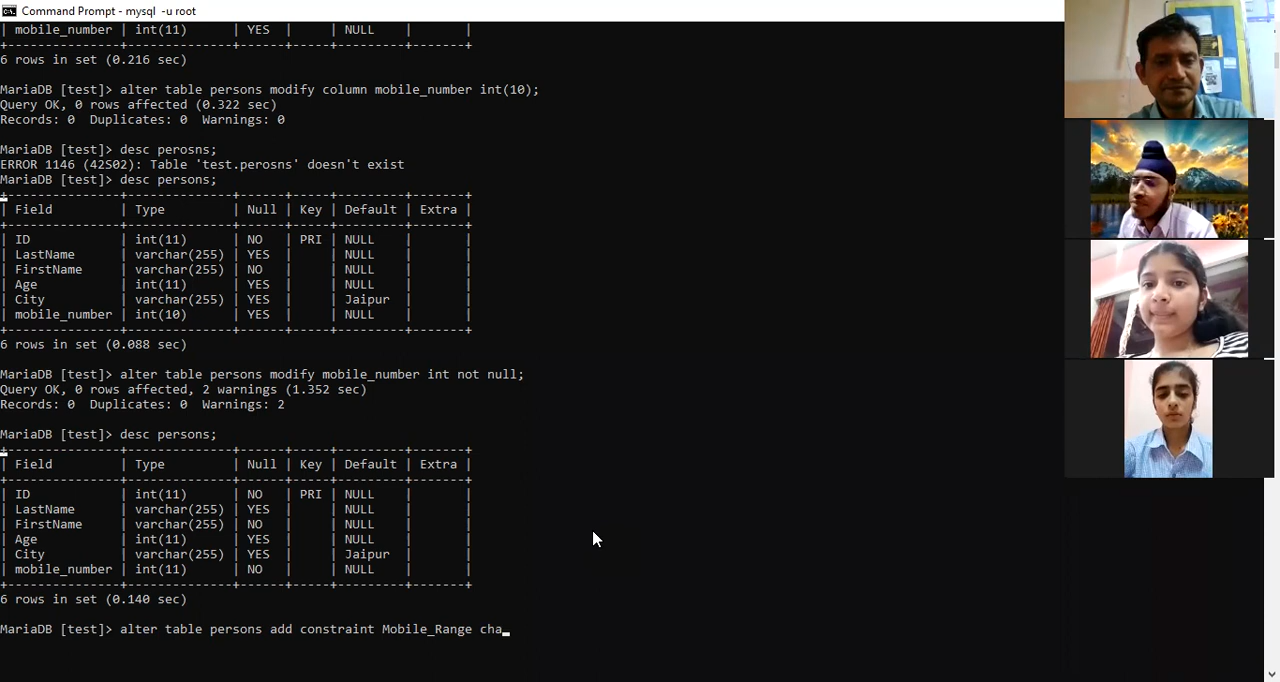 Command Prompt - mysql -u root
| mobile_number | int(11)      | YES  |     | NULL    |       |
+---------------+--------------+------+-----+---------+-------+
6 rows in set (0.216 sec)
MariaDB [test]> alter table persons modify column mobile_number int(10);
Query OK, 0 rows affected (0.322 sec)
Records: 0  Duplicates: 0  Warnings: 0
MariaDB [test]> desc perosns;
ERROR 1146 (42S02): Table 'test.perosns' doesn't exist
MariaDB [test]> desc persons;
+---------------+--------------+------+-----+---------+-------+
| Field         | Type         | Null | Key | Default | Extra |
+---------------+--------------+------+-----+---------+-------+
| ID            | int(11)      | NO   | PRI | NULL    |       |
| LastName      | varchar(255) | YES  |     | NULL    |       |
| FirstName     | varchar(255) | NO   |     | NULL    |       |
| Age           | int(11)      | YES  |     | NULL    |       |
| City          | varchar(255) | YES  |     | Jaipur  |       |
| mobile_number | int(10)      | YES  |     | NULL    |       |
+---------------+--------------+------+-----+---------+-------+
6 rows in set (0.088 sec)
MariaDB [test]> alter table persons modify mobile_number int not null;
Query OK, 0 rows affected, 2 warnings (1.352 sec)
Records: 0  Duplicates: 0  Warnings: 2
MariaDB [test]> desc persons;
+---------------+--------------+------+-----+---------+-------+
| Field         | Type         | Null | Key | Default | Extra |
+---------------+--------------+------+-----+---------+-------+
| ID            | int(11)      | NO   | PRI | NULL    |       |
| LastName      | varchar(255) | YES  |     | NULL    |       |
| FirstName     | varchar(255) | NO   |     | NULL    |       |
| Age           | int(11)      | YES  |     | NULL    |       |
| City          | varchar(255) | YES  |     | Jaipur  |       |
| mobile_number | int(11)      | NO   |     | NULL    |       |
+---------------+--------------+------+-----+---------+-------+
6 rows in set (0.140 sec)
MariaDB [test]> alter table persons add constraint Mobile_Range cha_